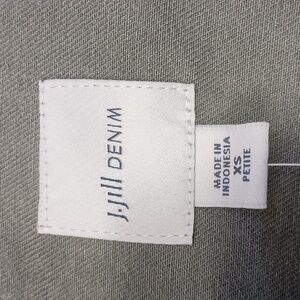 J.Jill DENIM
MADE IN
INDONESIA
XS
PETITE